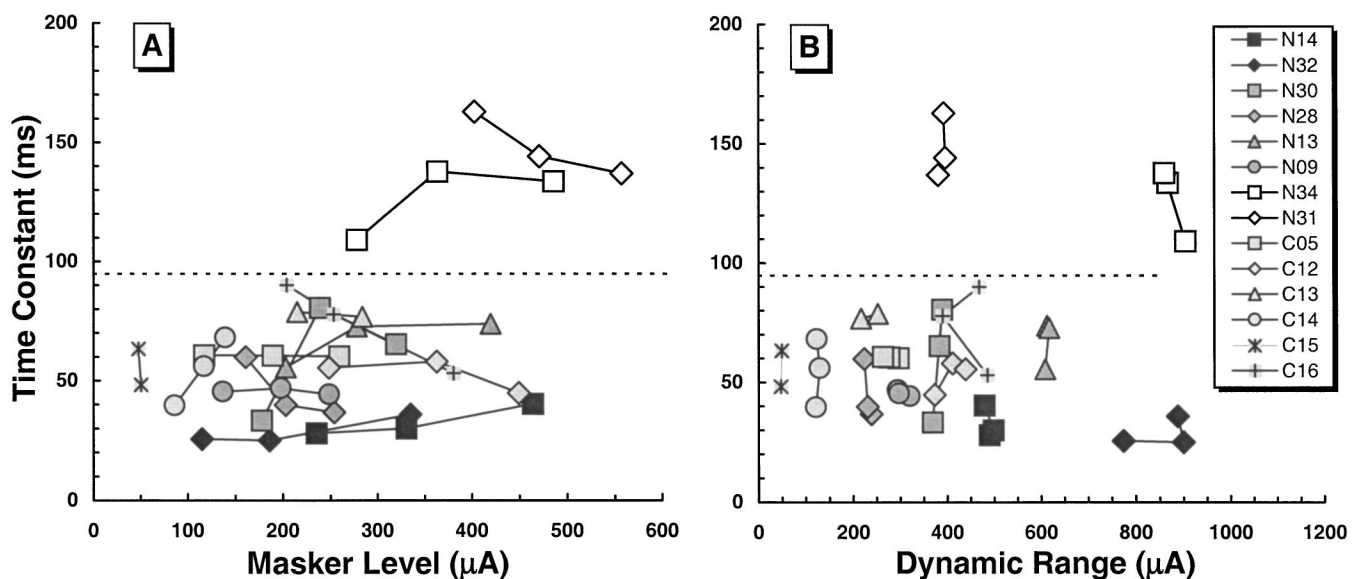 A
Time Constant (ms)
200
150
100
50
0
0 100 200 300 400 500 600
Masker Level (μA)
B
200
150
100
50
0
0 200 400 600 800 1000 1200
Dynamic Range (μA)
N14
N32
N30
N28
N13
N09
N34
N31
C05
C12
C13
C14
C15
C16